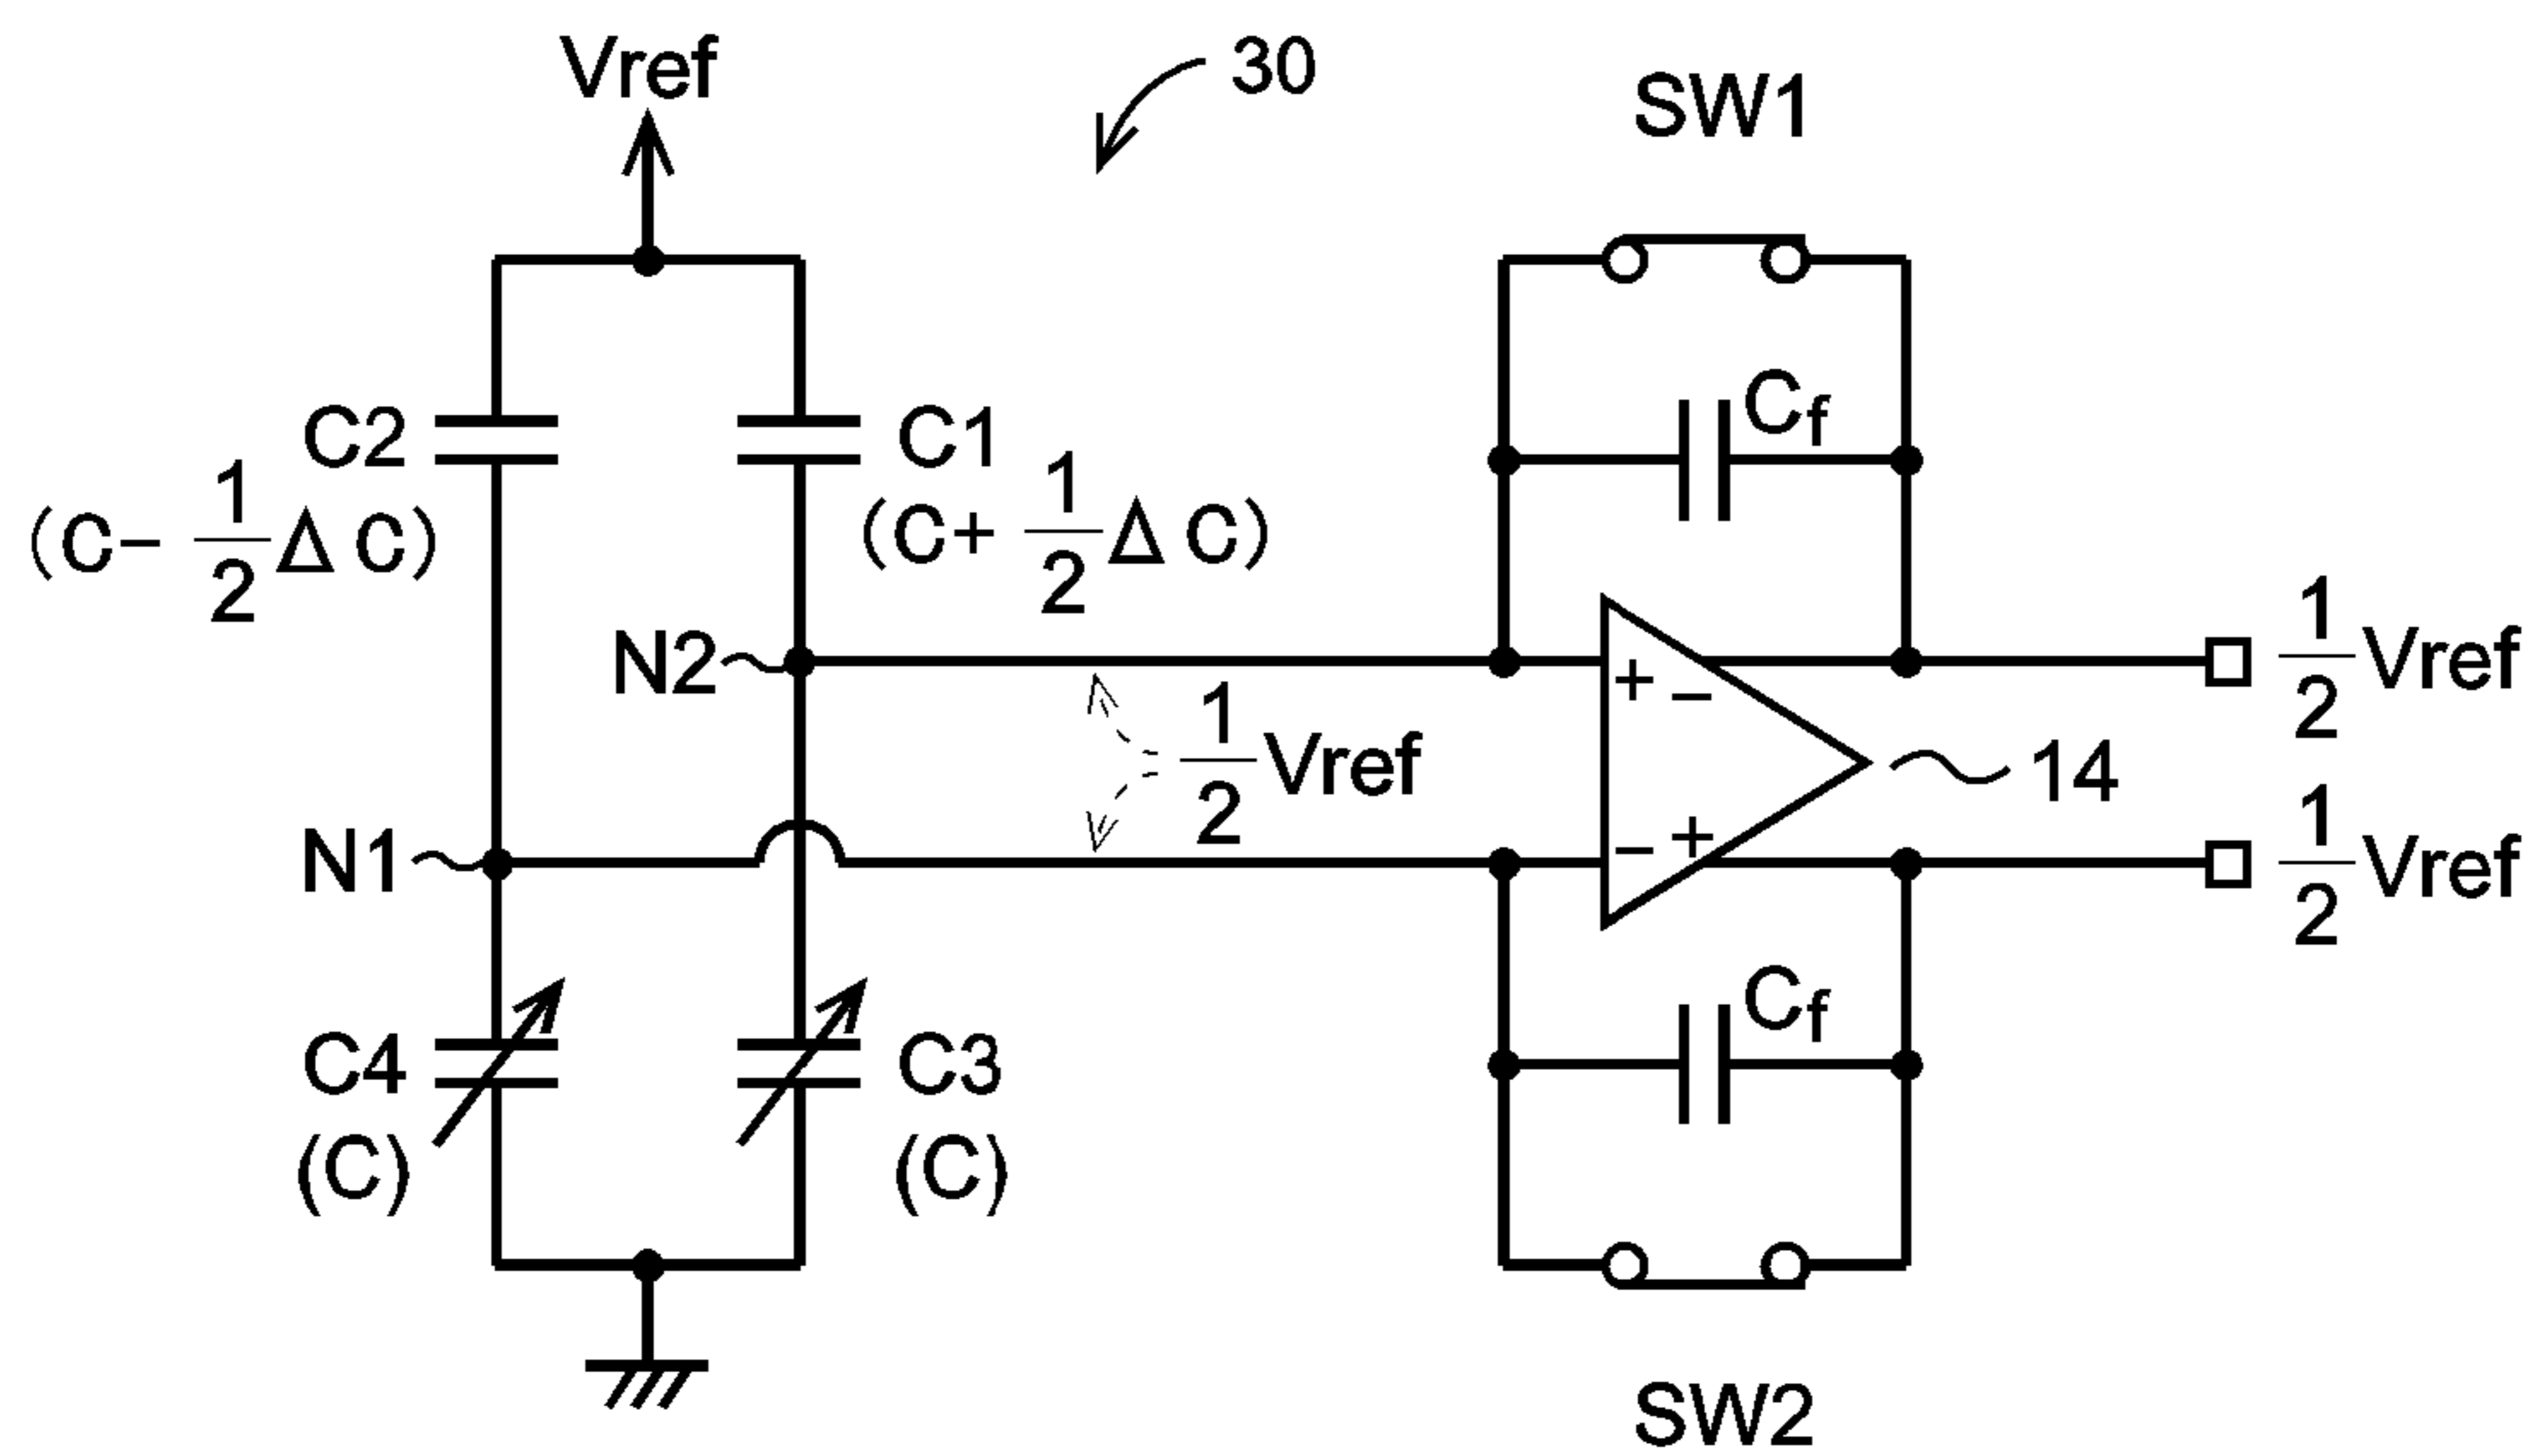 Vref
30
SW1
C2
(C- 1/2 Δ C)
C1
(C+ 1/2 Δ C)
Cf
N2
+ -
1/2 Vref
1/2 Vref
14
N1
- +
1/2 Vref
C4
(C)
C3
(C)
Cf
SW2